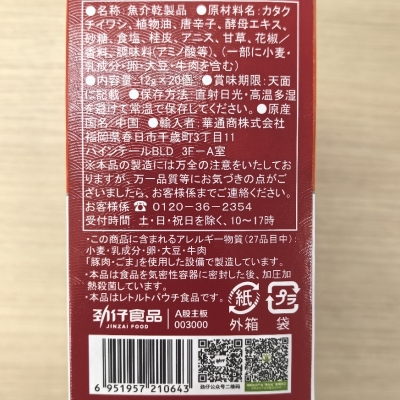 ●名称：魚介乾製品 ●原材料名：カタク
チイワシ、植物油、唐辛子、酵母エキス、
砂糖、食塩、桂皮、アニス、甘草、花椒／
香料、調味料(アミノ酸等)、(一部に小麦・
乳成分・卵・大豆・牛肉を含む)
●内容量：12g×20個 ●賞味期限：天面
に記載 ●保存方法：直射日光・高温多湿
を避けて常温で保存してください。●原産
国名：中国 ●輸入者：華通商株式会社
福岡県春日市千歳町3丁目11
パインテールBLD 3F－A室
※本品の製造には万全の注意をいたしてお
りますが、万一品質等にお気づきの点がご
ざいましたら、お客様係までご連絡ください。
お客様係 ☎ 0120-36-2354
受付時間 土・日・祝日を除く、10～17時
・この商品に含まれるアレルギー物質(27品目中)：
小麦・乳成分・卵・大豆・牛肉
「豚肉・ごま」を使用した設備で製造しています。
・本品は食品を気密性容器に密封した後、加圧加
熱殺菌しています。
・本品はレトルトパウチ食品です。
劲仔食品
JINZAI FOOD
A股主板
003000
紙
外箱
プラ
袋
6 951957 210643
劲仔公众号二维码